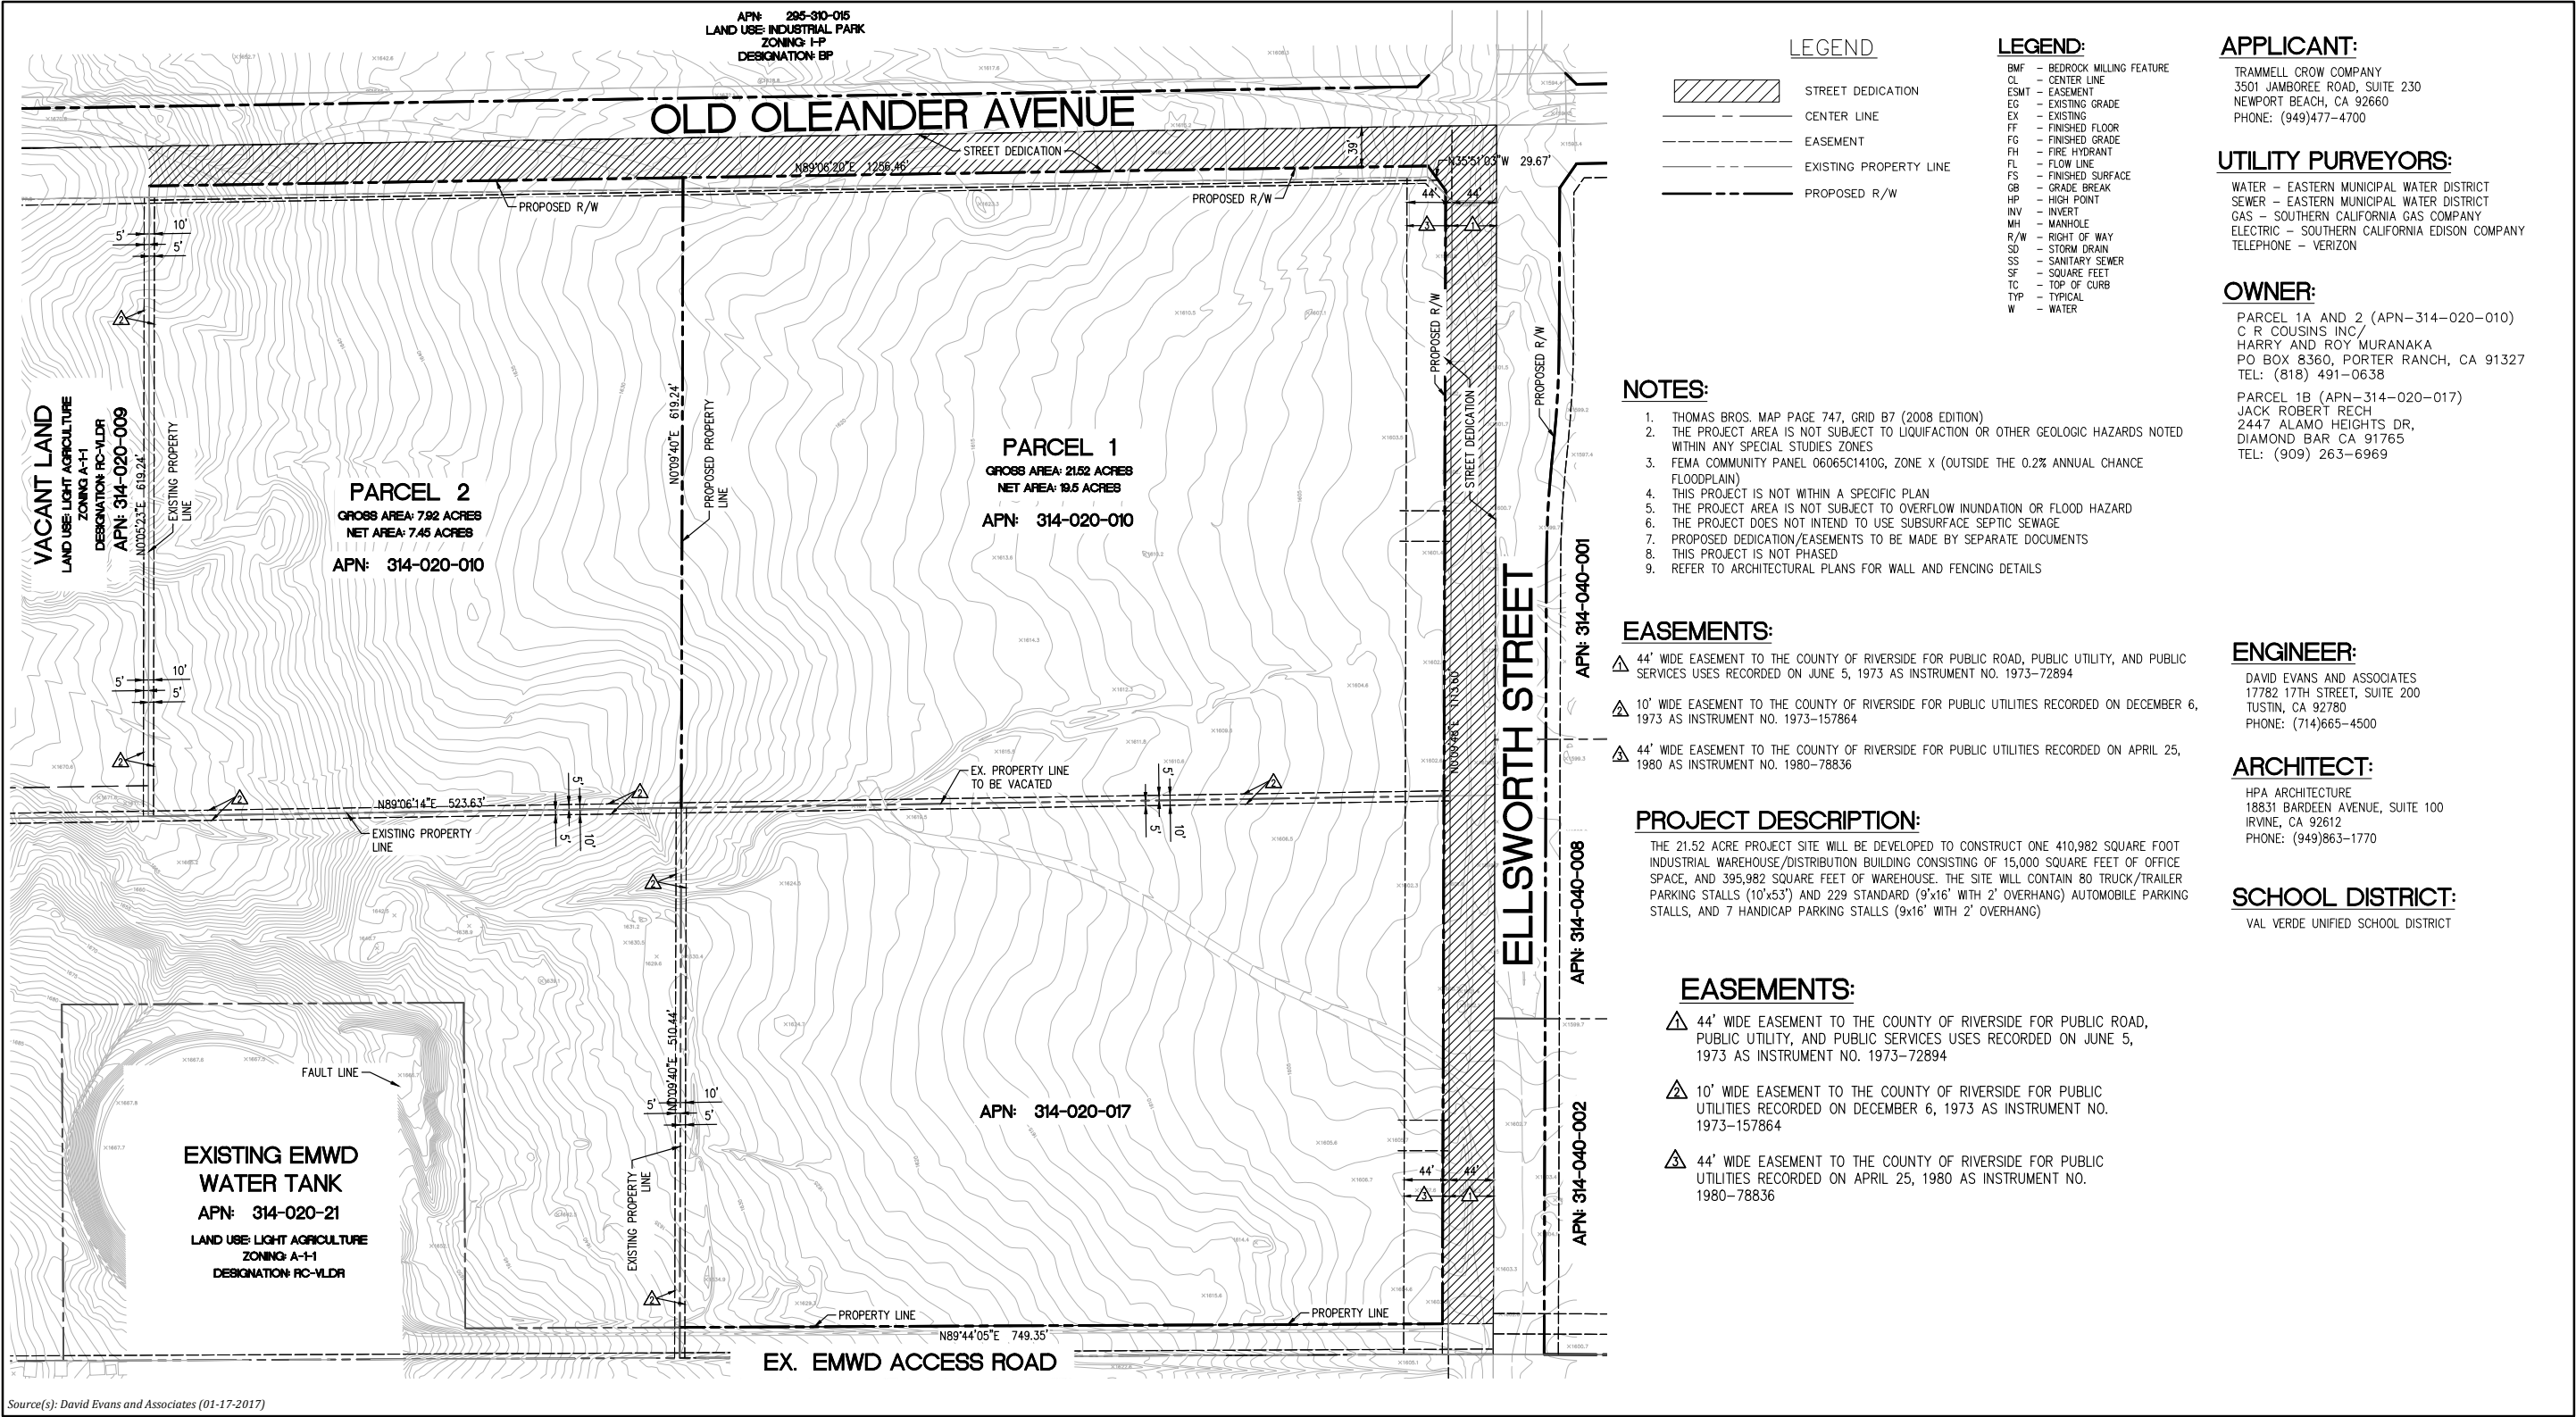 APN: 295-310-015
LAND USE: INDUSTRIAL PARK
ZONING: I-P
DESIGNATION: BP
OLD OLEANDER AVENUE
STREET DEDICATION
N89°06'20"E 1256.46'
39'
N35°51'03"W 29.67'
PROPOSED R/W
PROPOSED R/W
44'
44'
3
1
5'
10'
5'
2
VACANT LAND
LAND USE: LIGHT AGRICULTURE
ZONING: A-1-1
DESIGNATION: RC-VLDR
APN: 314-020-009
N0°05'23"E 619.24'
EXISTING PROPERTY
LINE
PARCEL 2
GROSS AREA: 7.92 ACRES
NET AREA: 7.45 ACRES
APN: 314-020-010
N0°09'40"E 619.24'
PROPOSED PROPERTY
LINE
PARCEL 1
GROSS AREA: 21.52 ACRES
NET AREA: 19.5 ACRES
APN: 314-020-010
PROPOSED R/W
STREET DEDICATION
PROPOSED R/W
N0°09'48"E 1113.60'
ELLSWORTH STREET
APN: 314-040-001
APN: 314-040-008
APN: 314-040-002
5'
10'
5'
2
2
N89°06'14"E 523.63'
EXISTING PROPERTY
LINE
5'
5'
10'
2
EX. PROPERTY LINE
TO BE VACATED
5'
5'
10'
2
2
N0°09'40"E 510.44'
5'
10'
5'
EXISTING PROPERTY
LINE
2
APN: 314-020-017
44'
44'
3
1
FAULT LINE
EXISTING EMWD
WATER TANK
APN: 314-020-21
LAND USE: LIGHT AGRICULTURE
ZONING: A-1-1
DESIGNATION: RC-VLDR
PROPERTY LINE
PROPERTY LINE
N89°44'05"E 749.35'
EX. EMWD ACCESS ROAD
Source(s): David Evans and Associates (01-17-2017)
LEGEND
STREET DEDICATION
CENTER LINE
EASEMENT
EXISTING PROPERTY LINE
PROPOSED R/W
LEGEND:
BMF - BEDROCK MILLING FEATURE
CL - CENTER LINE
ESMT - EASEMENT
EG - EXISTING GRADE
EX - EXISTING
FF - FINISHED FLOOR
FG - FINISHED GRADE
FH - FIRE HYDRANT
FL - FLOW LINE
FS - FINISHED SURFACE
GB - GRADE BREAK
HP - HIGH POINT
INV - INVERT
MH - MANHOLE
R/W - RIGHT OF WAY
SD - STORM DRAIN
SS - SANITARY SEWER
SF - SQUARE FEET
TC - TOP OF CURB
TYP - TYPICAL
W - WATER
NOTES:
1. THOMAS BROS. MAP PAGE 747, GRID B7 (2008 EDITION)
2. THE PROJECT AREA IS NOT SUBJECT TO LIQUIFACTION OR OTHER GEOLOGIC HAZARDS NOTED
WITHIN ANY SPECIAL STUDIES ZONES
3. FEMA COMMUNITY PANEL 06065C1410G, ZONE X (OUTSIDE THE 0.2% ANNUAL CHANCE
FLOODPLAIN)
4. THIS PROJECT IS NOT WITHIN A SPECIFIC PLAN
5. THE PROJECT AREA IS NOT SUBJECT TO OVERFLOW INUNDATION OR FLOOD HAZARD
6. THE PROJECT DOES NOT INTEND TO USE SUBSURFACE SEPTIC SEWAGE
7. PROPOSED DEDICATION/EASEMENTS TO BE MADE BY SEPARATE DOCUMENTS
8. THIS PROJECT IS NOT PHASED
9. REFER TO ARCHITECTURAL PLANS FOR WALL AND FENCING DETAILS
EASEMENTS:
1 44' WIDE EASEMENT TO THE COUNTY OF RIVERSIDE FOR PUBLIC ROAD, PUBLIC UTILITY, AND PUBLIC
SERVICES USES RECORDED ON JUNE 5, 1973 AS INSTRUMENT NO. 1973-72894
2 10' WIDE EASEMENT TO THE COUNTY OF RIVERSIDE FOR PUBLIC UTILITIES RECORDED ON DECEMBER 6,
1973 AS INSTRUMENT NO. 1973-157864
3 44' WIDE EASEMENT TO THE COUNTY OF RIVERSIDE FOR PUBLIC UTILITIES RECORDED ON APRIL 25,
1980 AS INSTRUMENT NO. 1980-78836
PROJECT DESCRIPTION:
THE 21.52 ACRE PROJECT SITE WILL BE DEVELOPED TO CONSTRUCT ONE 410,982 SQUARE FOOT
INDUSTRIAL WAREHOUSE/DISTRIBUTION BUILDING CONSISTING OF 15,000 SQUARE FEET OF OFFICE
SPACE, AND 395,982 SQUARE FEET OF WAREHOUSE. THE SITE WILL CONTAIN 80 TRUCK/TRAILER
PARKING STALLS (10'x53') AND 229 STANDARD (9'x16' WITH 2' OVERHANG) AUTOMOBILE PARKING
STALLS, AND 7 HANDICAP PARKING STALLS (9x16' WITH 2' OVERHANG)
EASEMENTS:
1 44' WIDE EASEMENT TO THE COUNTY OF RIVERSIDE FOR PUBLIC ROAD,
PUBLIC UTILITY, AND PUBLIC SERVICES USES RECORDED ON JUNE 5,
1973 AS INSTRUMENT NO. 1973-72894
2 10' WIDE EASEMENT TO THE COUNTY OF RIVERSIDE FOR PUBLIC
UTILITIES RECORDED ON DECEMBER 6, 1973 AS INSTRUMENT NO.
1973-157864
3 44' WIDE EASEMENT TO THE COUNTY OF RIVERSIDE FOR PUBLIC
UTILITIES RECORDED ON APRIL 25, 1980 AS INSTRUMENT NO.
1980-78836
APPLICANT:
TRAMMELL CROW COMPANY
3501 JAMBOREE ROAD, SUITE 230
NEWPORT BEACH, CA 92660
PHONE: (949)477-4700
UTILITY PURVEYORS:
WATER - EASTERN MUNICIPAL WATER DISTRICT
SEWER - EASTERN MUNICIPAL WATER DISTRICT
GAS - SOUTHERN CALIFORNIA GAS COMPANY
ELECTRIC - SOUTHERN CALIFORNIA EDISON COMPANY
TELEPHONE - VERIZON
OWNER:
PARCEL 1A AND 2 (APN-314-020-010)
C R COUSINS INC/
HARRY AND ROY MURANAKA
PO BOX 8360, PORTER RANCH, CA 91327
TEL: (818) 491-0638
PARCEL 1B (APN-314-020-017)
JACK ROBERT RECH
2447 ALAMO HEIGHTS DR,
DIAMOND BAR CA 91765
TEL: (909) 263-6969
ENGINEER:
DAVID EVANS AND ASSOCIATES
17782 17TH STREET, SUITE 200
TUSTIN, CA 92780
PHONE: (714)665-4500
ARCHITECT:
HPA ARCHITECTURE
18831 BARDEEN AVENUE, SUITE 100
IRVINE, CA 92612
PHONE: (949)863-1770
SCHOOL DISTRICT:
VAL VERDE UNIFIED SCHOOL DISTRICT